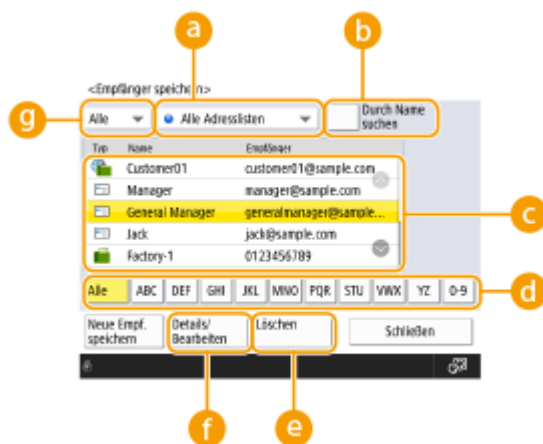 a
b
<Empfänger speichern>
g
Alle
Alle Adresslisten
Durch Name
suchen
Typ Name Empfänger
Customer01 customer01@sample.com
Manager manager@sample.com
General Manager generalmanager@sample...
c
Jack jack@sample.com
Factory-1 0123456789
Alle ABC DEF GHI JKL MNO PQR STU VWX YZ 0-9
d
Neue Empf.
speichern
Details/
Bearbeiten
Löschen
Schließen
f
e